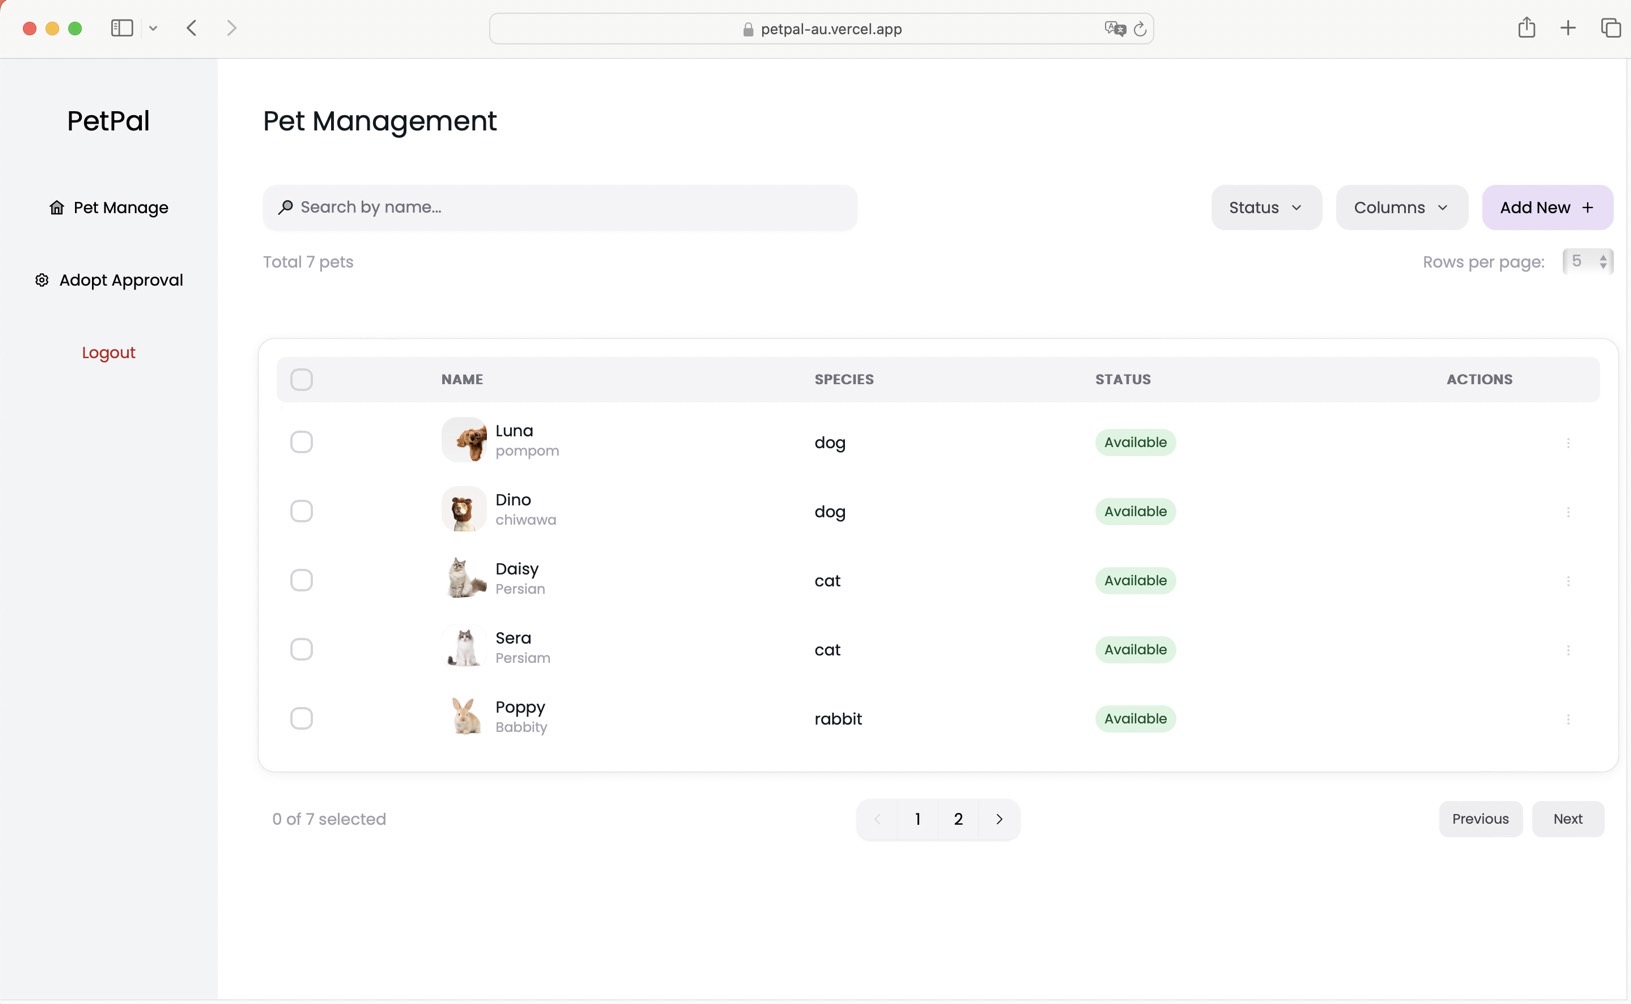 petpal-au.vercel.app
PetPal
Pet Manage
Adopt Approval
Logout
Pet Management
Search by name...
Status
Columns
Add New +
Total 7 pets
Rows per page: 5
NAME SPECIES STATUS ACTIONS
Luna
pompom
dog
Available
Dino
chiwawa
dog
Available
Daisy
Persian
cat
Available
Sera
Persiam
cat
Available
Poppy
Babbity
rabbit
Available
0 of 7 selected
1 2
Previous
Next